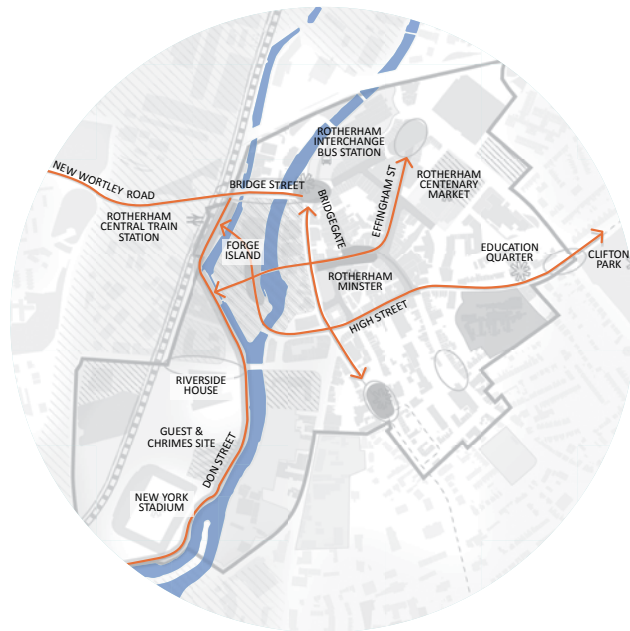 ROTHERHAM
INTERCHANGE
BUS STATION
NEW WORTLEY ROAD
BRIDGE STREET
BRIDGEGATE
EFFINGHAM ST
ROTHERHAM
CENTENARY
MARKET
ROTHERHAM
CENTRAL TRAIN
STATION
FORGE
ISLAND
EDUCATION
QUARTER
CLIFTON
PARK
ROTHERHAM
MINSTER
HIGH STREET
RIVERSIDE
HOUSE
GUEST &
CHRIMES SITE
DON STREET
NEW YORK
STADIUM